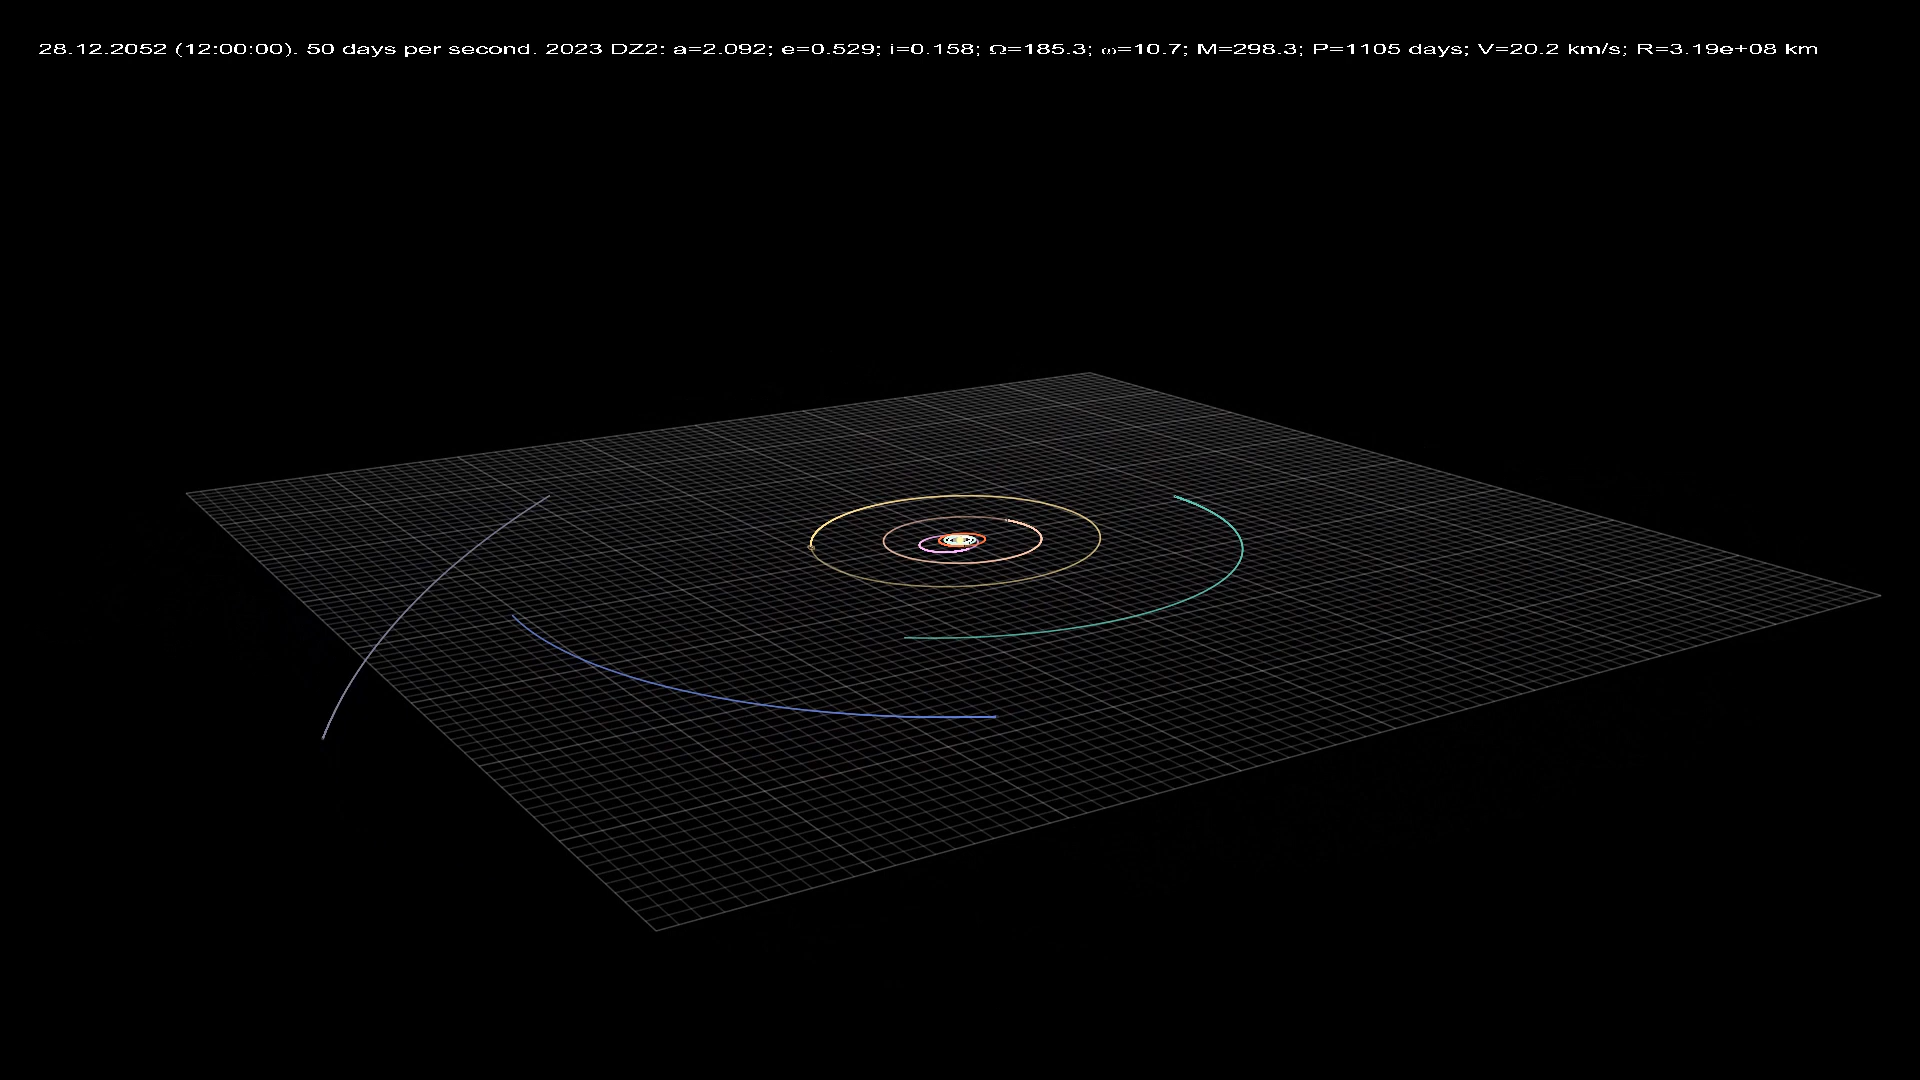 28.12.2052 (12:00:00). 50 days per second. 2023 DZ2: a=2.092; e=0.529; i=0.158; Ω=185.3; ω=10.7; M=298.3; P=1105 days; V=20.2 km/s; R=3.19e+08 km